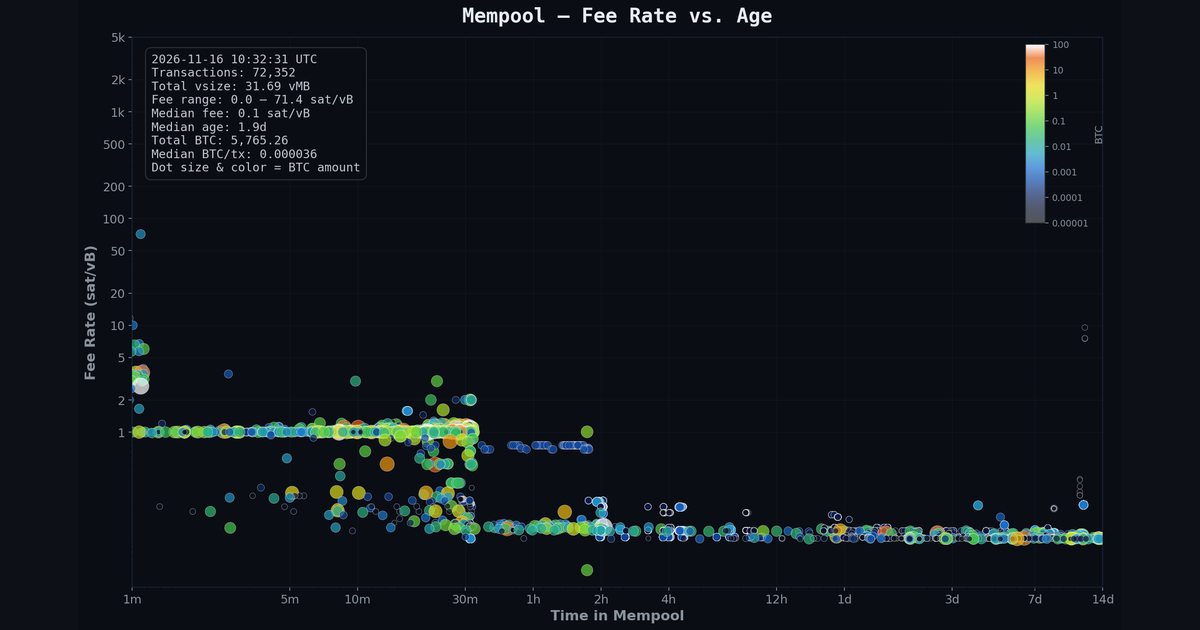 Mempool — Fee Rate vs. Age
2026-11-16 10:32:31 UTC
Transactions: 72,352
Total vsize: 31.69 vMB
Fee range: 0.0 – 71.4 sat/vB
Median fee: 0.1 sat/vB
Median age: 1.9d
Total BTC: 5,765.26
Median BTC/tx: 0.000036
Dot size & color = BTC amount
Fee Rate (sat/vB)
5k
2k
1k
500
200
100
50
20
10
5
2
1
100
10
1
0.1
0.01
0.001
0.0001
0.00001
BTC
1m
5m
10m
30m
1h
2h
4h
12h
1d
3d
7d
14d
Time in Mempool